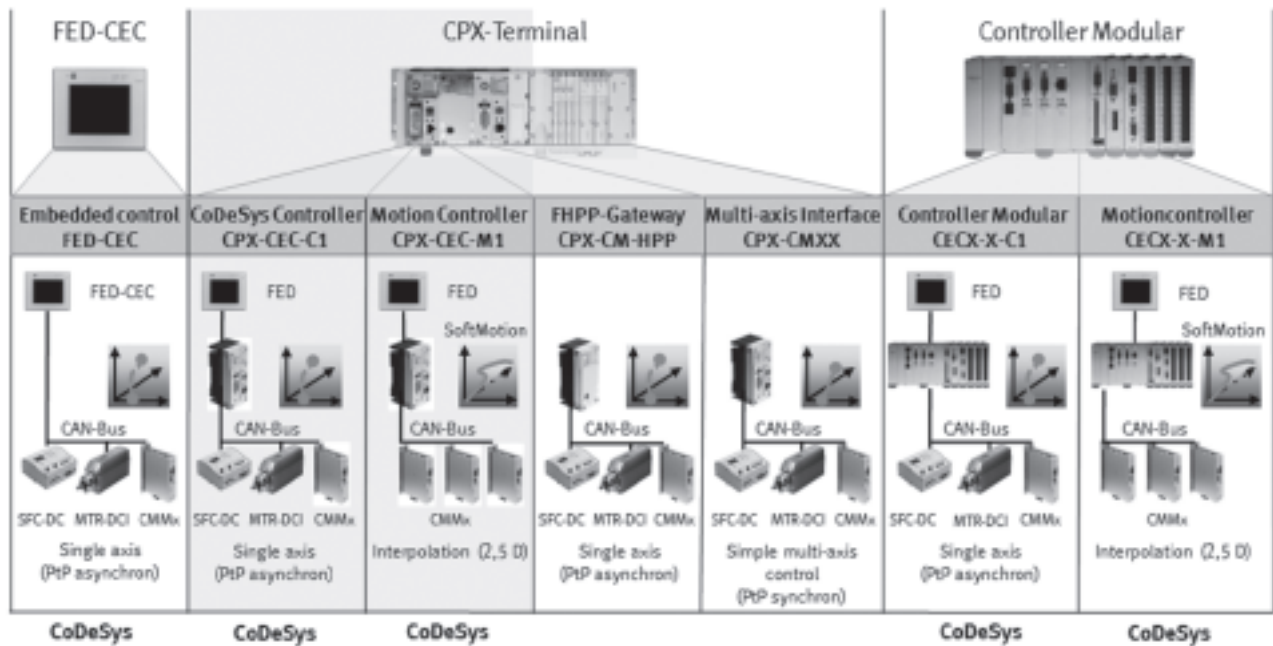 FED-CEC
CPX-Terminal
Controller Modular
Embedded control
FED-CEC
CoDeSys Controller
CPX-CEC-C1
Motion Controller
CPX-CEC-M1
FHPP-Gateway
CPX-CM-HPP
Multi-axis Interface
CPX-CMXX
Controller Modular
CECX-X-C1
Motioncontroller
CECX-X-M1
FED-CEC
CAN-Bus
SFC-DC MTR-DCI CMMx
Single axis
(PtP asynchron)
FED
CAN-Bus
SFC-DC MTR-DCI CMMx
Single axis
(PtP asynchron)
FED
SoftMotion
CAN-Bus
CMMx
Interpolation (2,5 D)
CAN-Bus
SFC-DC MTR-DCI CMMx
Single axis
(PtP asynchron)
CAN-Bus
SFC-DC MTR-DCI CMMx
Simple multi-axis
control
(PtP synchron)
FED
CAN-Bus
SFC-DC MTR-DCI CMMx
Single axis
(PtP asynchron)
FED
SoftMotion
CAN-Bus
CMMx
Interpolation (2,5 D)
CoDeSys
CoDeSys
CoDeSys
CoDeSys
CoDeSys